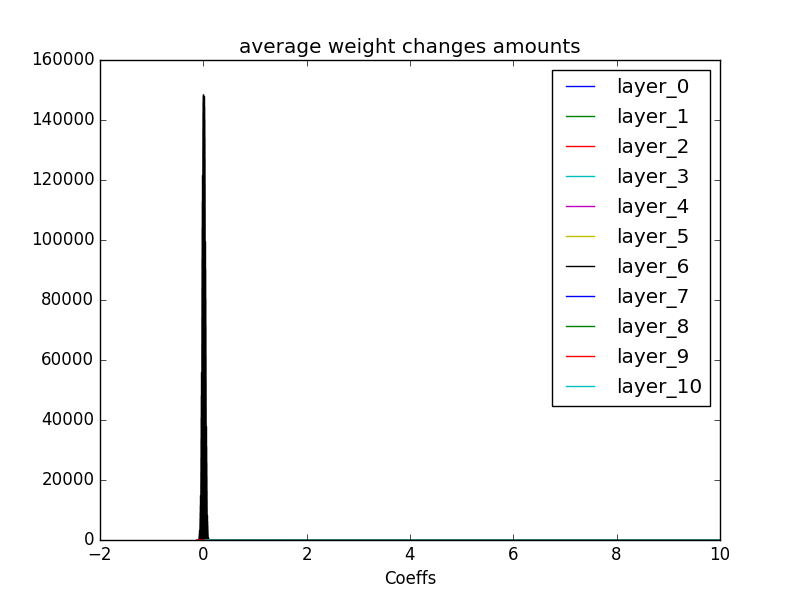 average weight changes amounts
160000
140000
120000
100000
80000
60000
40000
20000
0
−2 0 2 4 6 8 10
Coeffs
layer_0
layer_1
layer_2
layer_3
layer_4
layer_5
layer_6
layer_7
layer_8
layer_9
layer_10